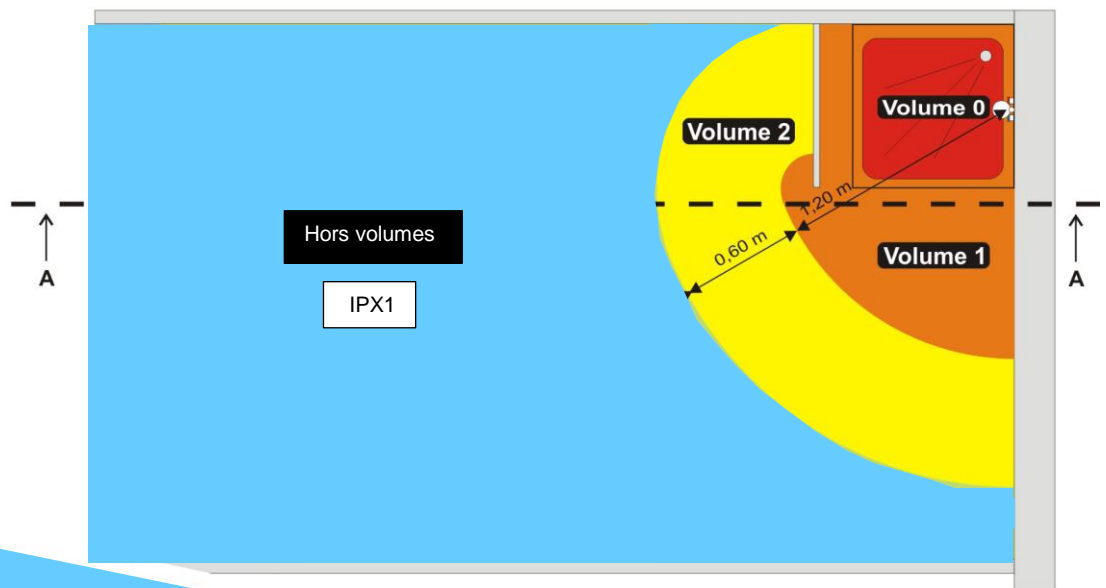 Volume 0
Volume 2
1,20 m
Hors volumes
0,60 m
Volume 1
A
A
IPX1